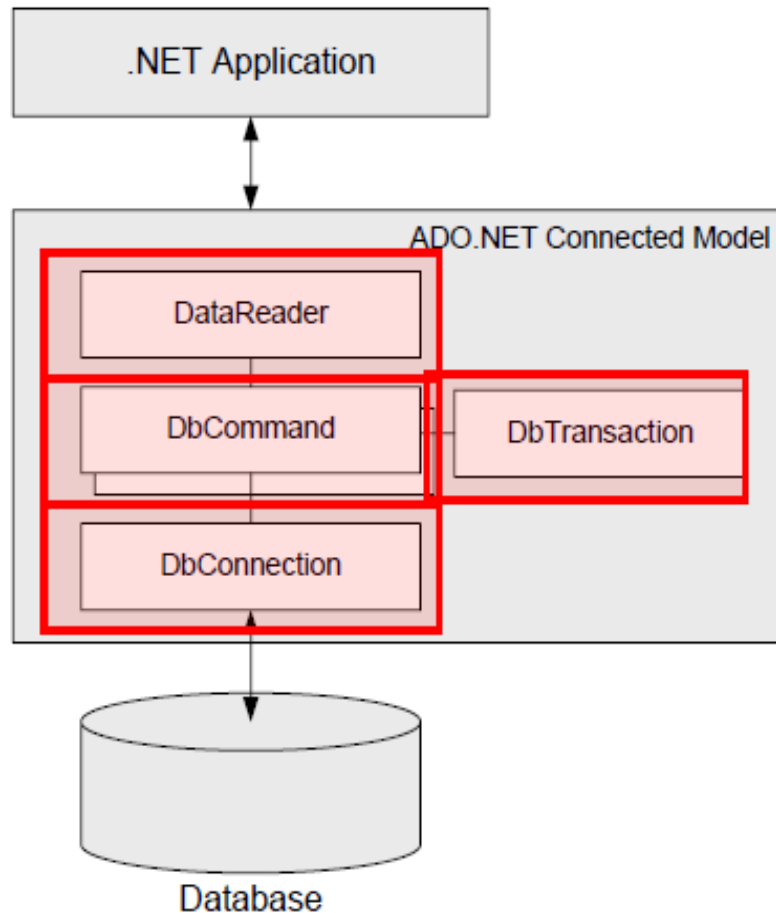 .NET Application
ADO.NET Connected Model
DataReader
DbCommand
DbTransaction
DbConnection
Database